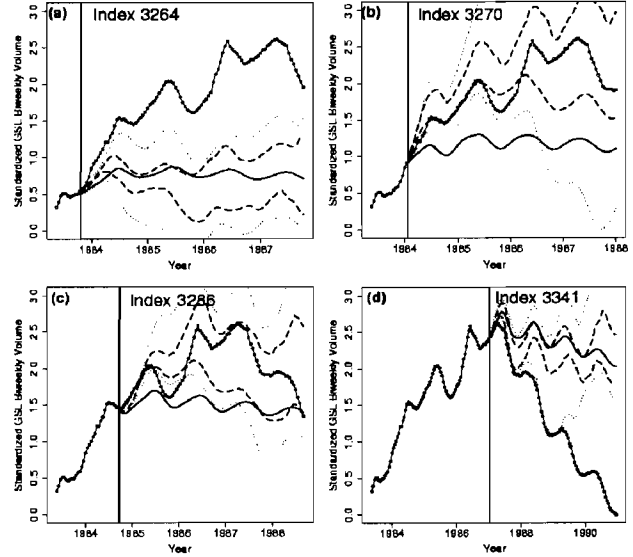 (a) Index 3264
Standardized GSL Biweekly Volume
0.0 0.5 1.0 1.5 2.0 2.5 3.0
1984 1985 1986 1987
Year
(b) Index 3270
Standardized GSL Biweekly Volume
0.0 0.5 1.0 1.5 2.0 2.5 3.0
1984 1985 1986 1987 1988
Year
(c) Index 3286
Standardized GSL Biweekly Volume
0.0 0.5 1.0 1.5 2.0 2.5 3.0
1984 1985 1986 1987 1988
Year
(d) Index 3341
Standardized GSL Biweekly Volume
0.0 0.5 1.0 1.5 2.0 2.5 3.0
1984 1986 1988 1990
Year